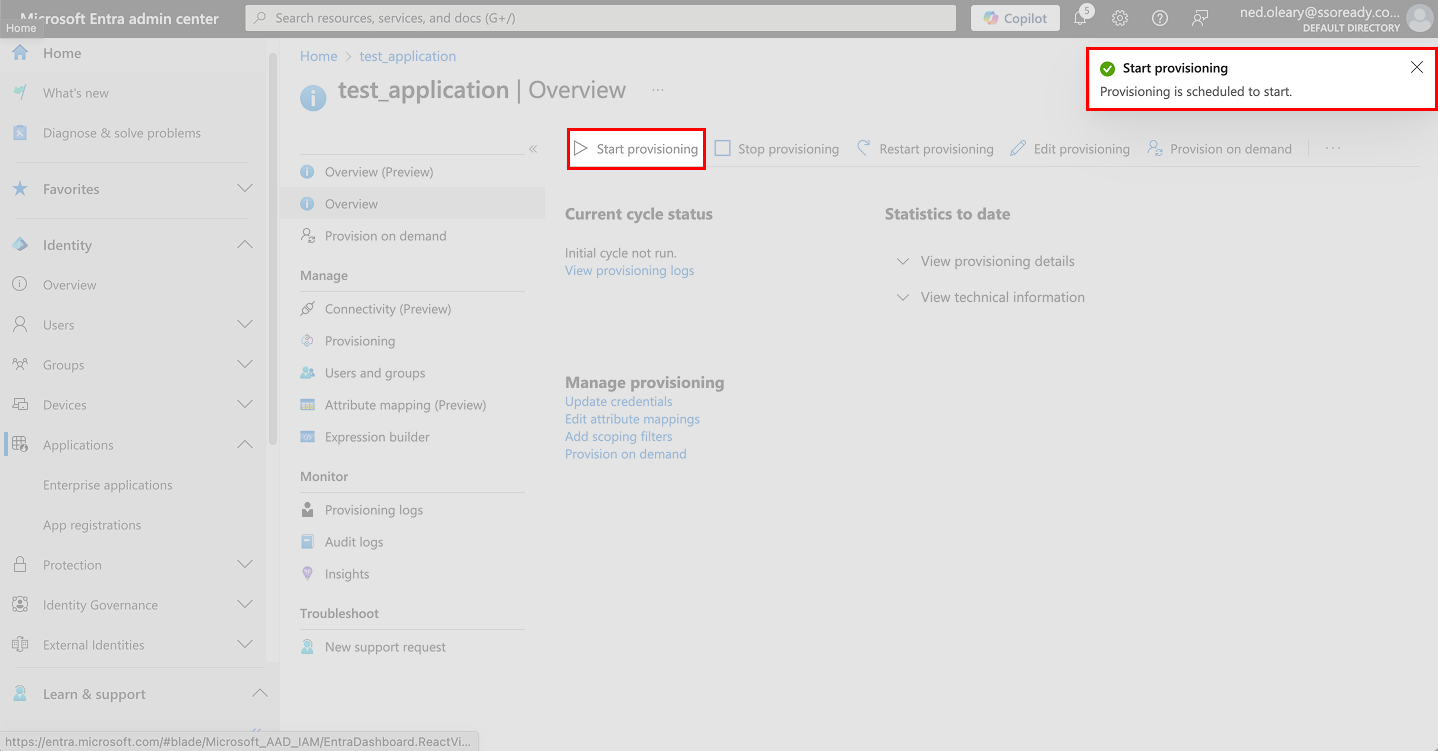 Microsoft Entra admin center
Search resources, services, and docs (G+/)
Copilot
5
ned.oleary@ssoready.co...
DEFAULT DIRECTORY
Home
Home
What's new
Diagnose & solve problems
Favorites
Identity
Overview
Users
Groups
Devices
Applications
Enterprise applications
App registrations
Protection
Identity Governance
External Identities
Learn & support
https://entra.microsoft.com/#blade/Microsoft_AAD_IAM/EntraDashboard.ReactVi...
Home > test_application
test_application | Overview
...
Overview (Preview)
Overview
Provision on demand
Manage
Connectivity (Preview)
Provisioning
Users and groups
Attribute mapping (Preview)
Expression builder
Monitor
Provisioning logs
Audit logs
Insights
Troubleshoot
New support request
Start provisioning
Stop provisioning
Restart provisioning
Edit provisioning
Provision on demand
...
Current cycle status
Initial cycle not run.
View provisioning logs
Statistics to date
View provisioning details
View technical information
Manage provisioning
Update credentials
Edit attribute mappings
Add scoping filters
Provision on demand
Start provisioning
Provisioning is scheduled to start.